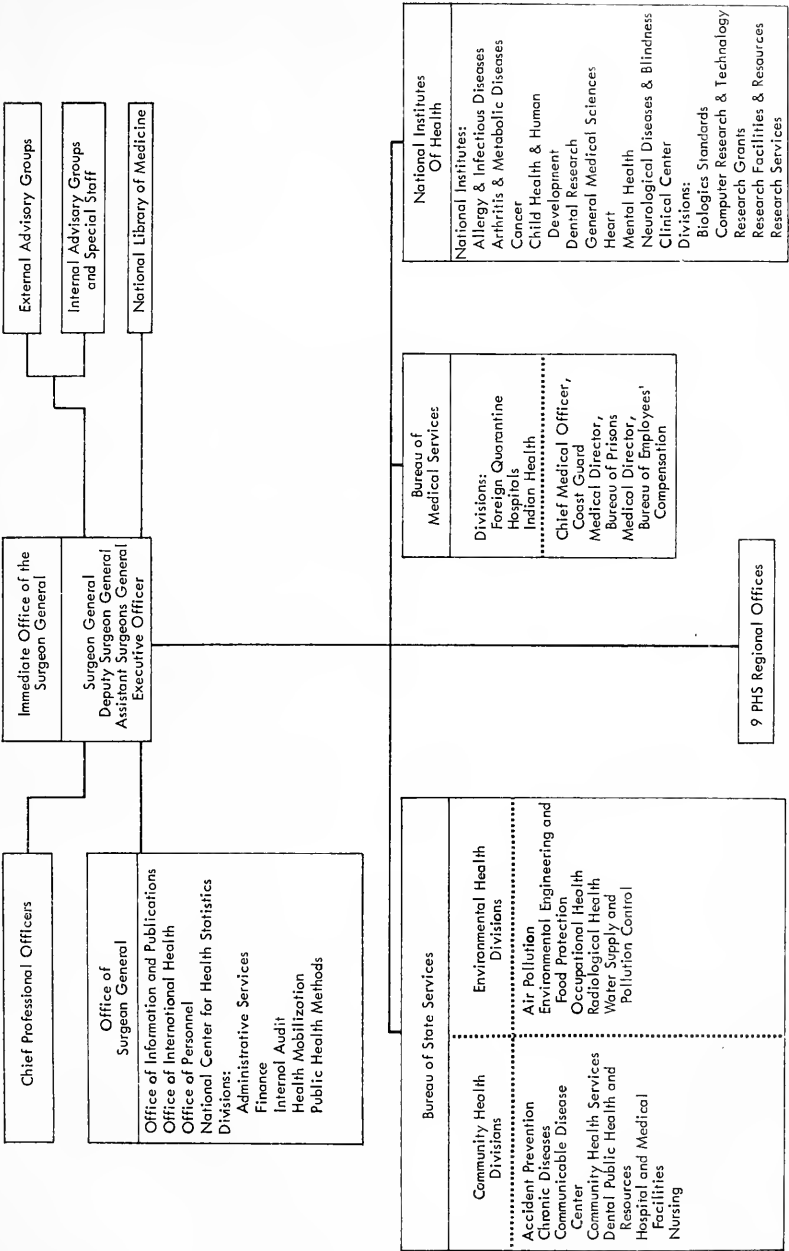 Immediate Office of the
Surgeon General
Surgeon General
Deputy Surgeon General
Assistant Surgeons General
Executive Officer
Chief Professional Officers
External Advisory Groups
Internal Advisory Groups
and Special Staff
National Library of Medicine
Office of
Surgean General
Office of Information and Publications
Office of International Health
Office of Personnel
National Center for Health Statistics
Divisions:
Administrative Services
Finance
Internal Audit
Health Mobilization
Public Health Methods
Bureau of State Services
Community Health
Divisions
Accident Prevention
Chronic Diseases
Communicable Disease
Center
Community Health Services
Dental Public Health and
Resources
Hospital and Medical
Facilities
Nursing
Environmental Health
Divisions
Air Pollution
Environmental Engineering and
Food Protection
Occupational Health
Radiological Health
Water Supply and
Pollution Control
Bureau of
Medical Services
Divisions:
Foreign Quarantine
Hospitals
Indian Health
Chief Medical Officer,
Coast Guard
Medical Director,
Bureau of Prisons
Medical Director,
Bureau of Employees'
Compensation
National Institutes
Of Health
National Institutes:
Allergy & Infectious Diseases
Arthritis & Metabolic Diseases
Cancer
Child Health & Human
Development
Dental Research
General Medical Sciences
Heart
Mental Health
Neurological Diseases & Blindness
Clinical Center
Divisions:
Biologics Standards
Computer Research & Technology
Research Grants
Research Facilities & Resaurces
Research Services
9 PHS Regional Offices